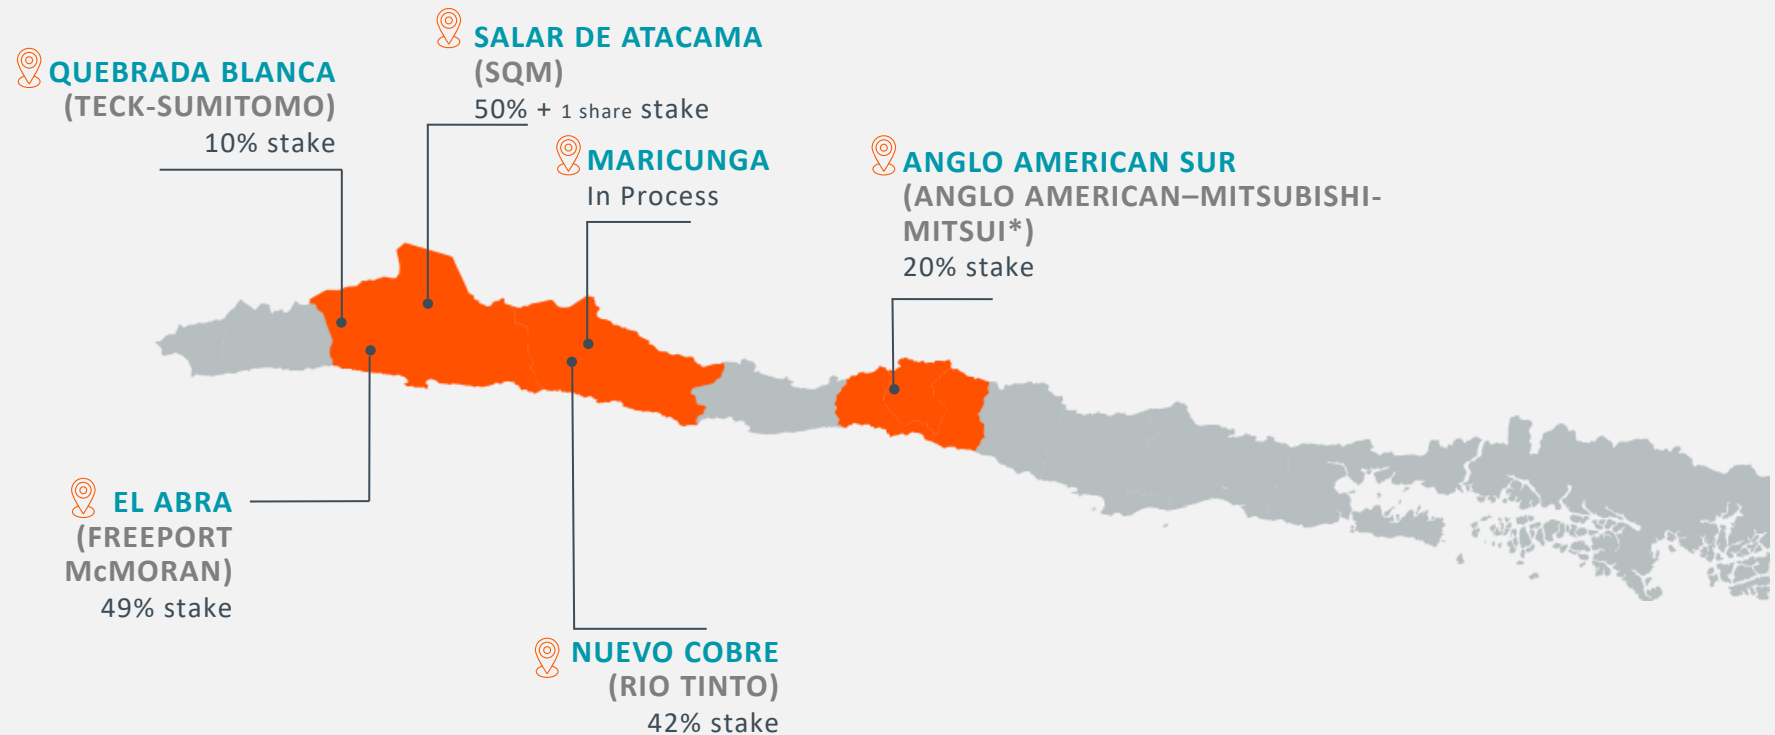 SALAR DE ATACAMA
(SQM)
50% + 1 share stake
QUEBRADA BLANCA
(TECK-SUMITOMO)
10% stake
MARICUNGA
In Process
ANGLO AMERICAN SUR
(ANGLO AMERICAN–MITSUBISHI-
MITSUI*)
20% stake
EL ABRA
(FREEPORT
McMORAN)
49% stake
NUEVO COBRE
(RIO TINTO)
42% stake